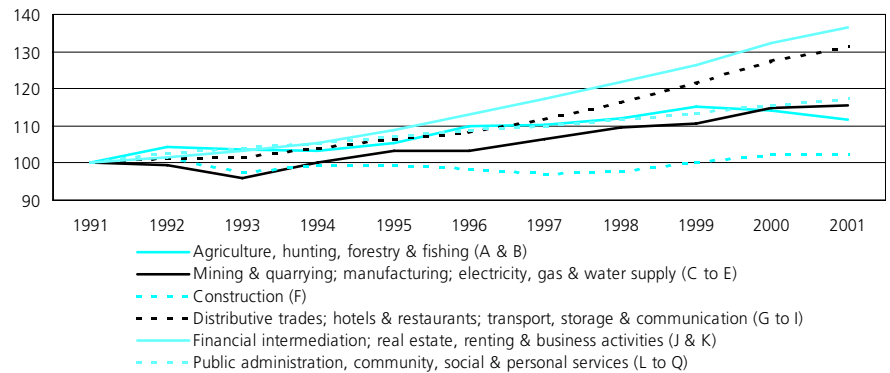 140
130
120
110
100
90
1991 1992 1993 1994 1995 1996 1997 1998 1999 2000 2001
Agriculture, hunting, forestry & fishing (A & B)
Mining & quarrying; manufacturing; electricity, gas & water supply (C to E)
Construction (F)
Distributive trades; hotels & restaurants; transport, storage & communication (G to I)
Financial intermediation; real estate, renting & business activities (J & K)
Public administration, community, social & personal services (L to Q)